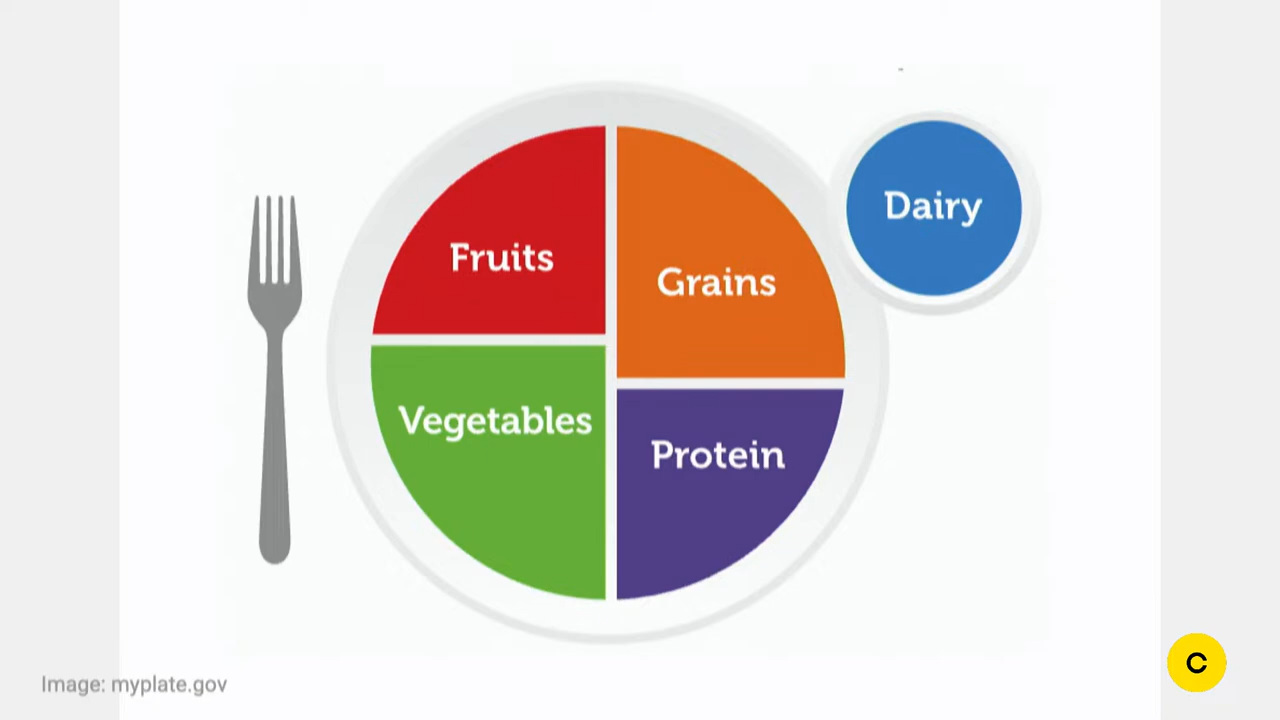 Fruits
Grains
Dairy
Vegetables
Protein
Image: myplate.gov
C